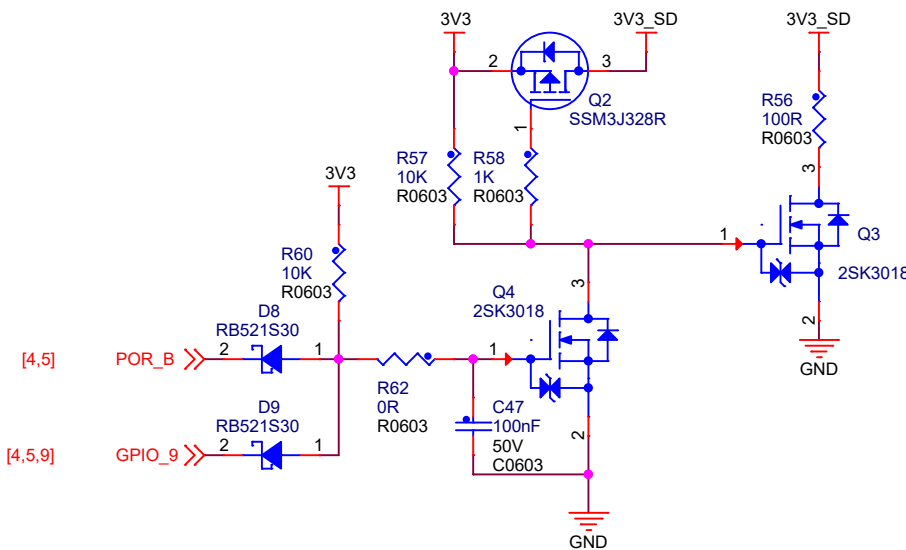 3V3
3V3_SD
3V3_SD
2
3
Q2
SSM3J328R
1
R56
100R
R0603
R57
10K
R0603
R58
1K
R0603
3
3V3
1
Q3
2SK3018
R60
10K
R0603
Q4
2SK3018
3
2
D8
RB521S30
[4,5]
POR_B
2
1
1
GND
R62
0R
R0603
C47
100nF
50V
C0603
2
D9
RB521S30
[4,5,9]
GPIO_9
2
1
GND